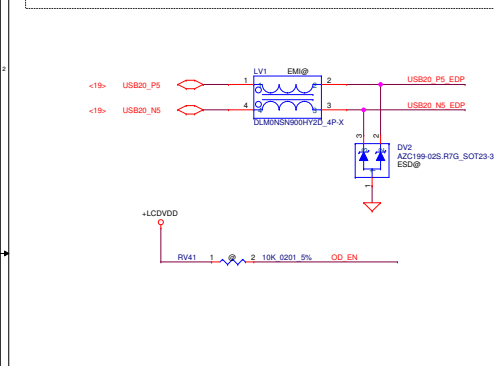 2
LV1 EMI@
<19> USB20_P5 1 2 USB20_P5_EDP
<19> USB20_N5 4 3 USB20_N5_EDP
DLM0NSN900HY2D_4P-X
3 2
DV2
AZC199-02S.R7G_SOT23-3
ESD@
1
+LCDVDD
RV41 1 @ 2 10K_0201_5% OD_EN